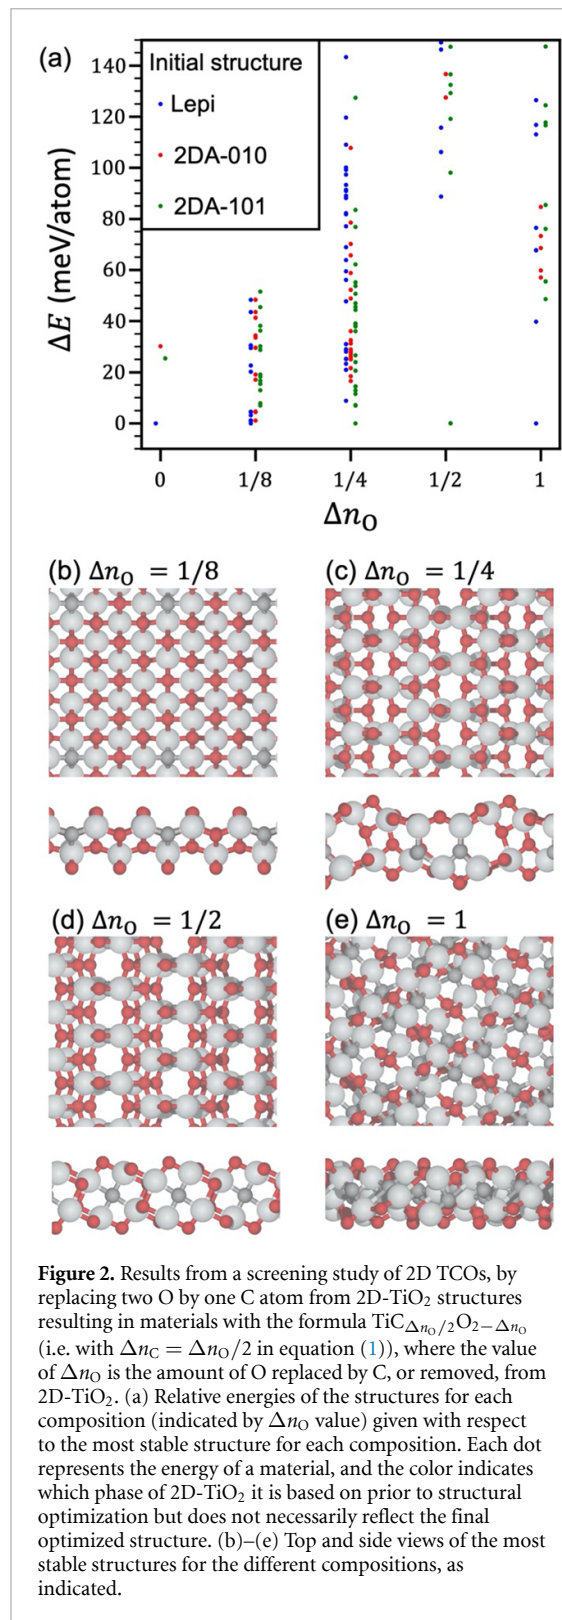 (a)
Initial structure
Lepi
2DA-010
2DA-101
ΔE (meV/atom)
140
120
100
80
60
40
20
0
0 1/8 1/4 1/2 1
Δn_O
(b) Δn_O = 1/8
(c) Δn_O = 1/4
(d) Δn_O = 1/2
(e) Δn_O = 1
Figure 2. Results from a screening study of 2D TCOs, by
replacing two O by one C atom from 2D-TiO₂ structures
resulting in materials with the formula TiC_{Δn_O/2}O_{2−Δn_O}
(i.e. with Δn_C = Δn_O/2 in equation (1)), where the value
of Δn_O is the amount of O replaced by C, or removed, from
2D-TiO₂. (a) Relative energies of the structures for each
composition (indicated by Δn_O value) given with respect
to the most stable structure for each composition. Each dot
represents the energy of a material, and the color indicates
which phase of 2D-TiO₂ it is based on prior to structural
optimization but does not necessarily reflect the final
optimized structure. (b)–(e) Top and side views of the most
stable structures for the different compositions, as
indicated.